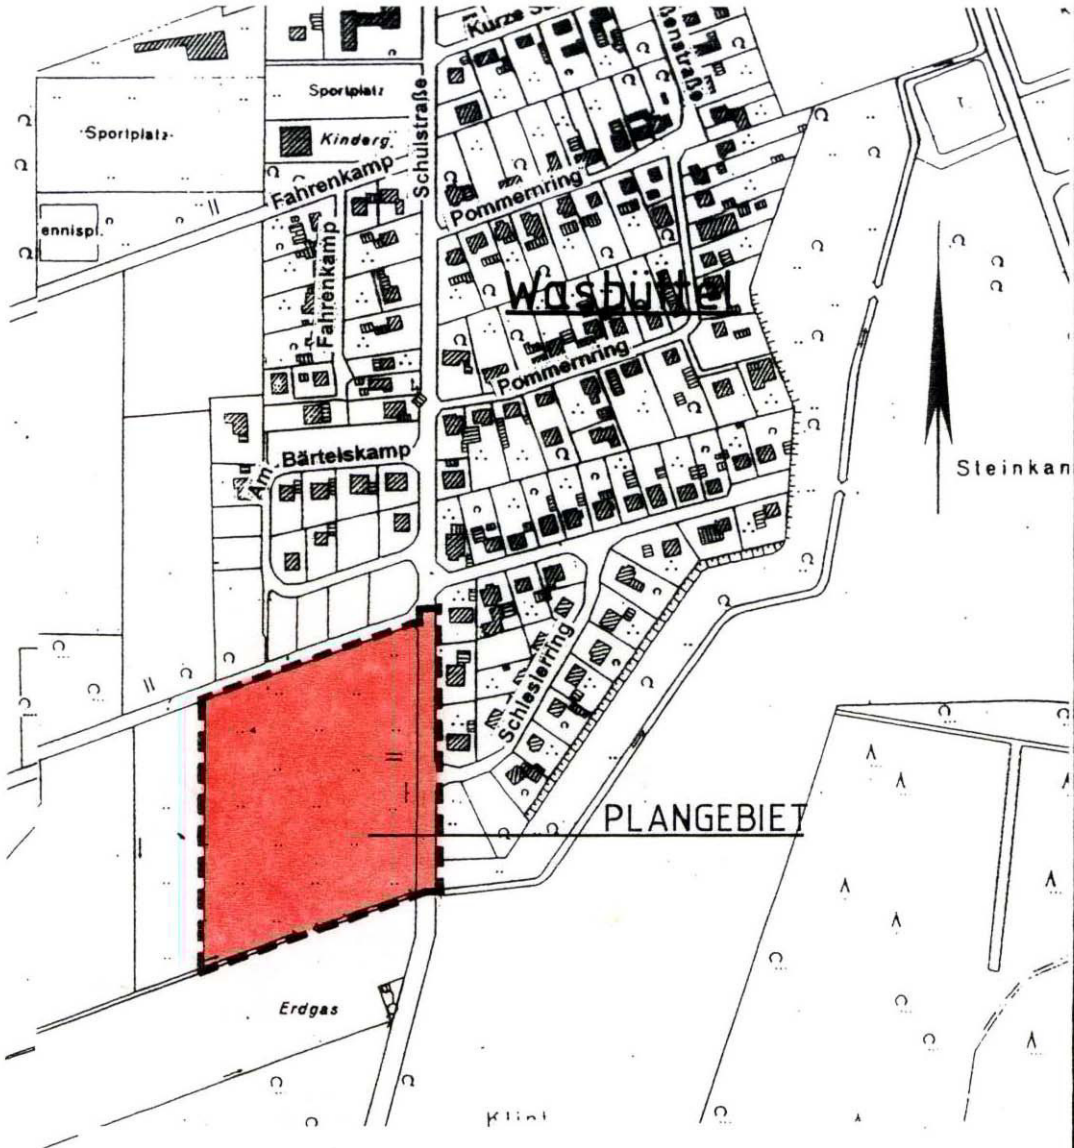 Sportplatz
Sportplatz
Kinderg.
Schulstraße
Fahrenkamp
Pommernring
ennispl.
Fahrenkamp
Wasbüttel
Pommernring
Am
Bärtelskamp
Steinkan
Schlesierring
PLANGEBIET
Erdgas